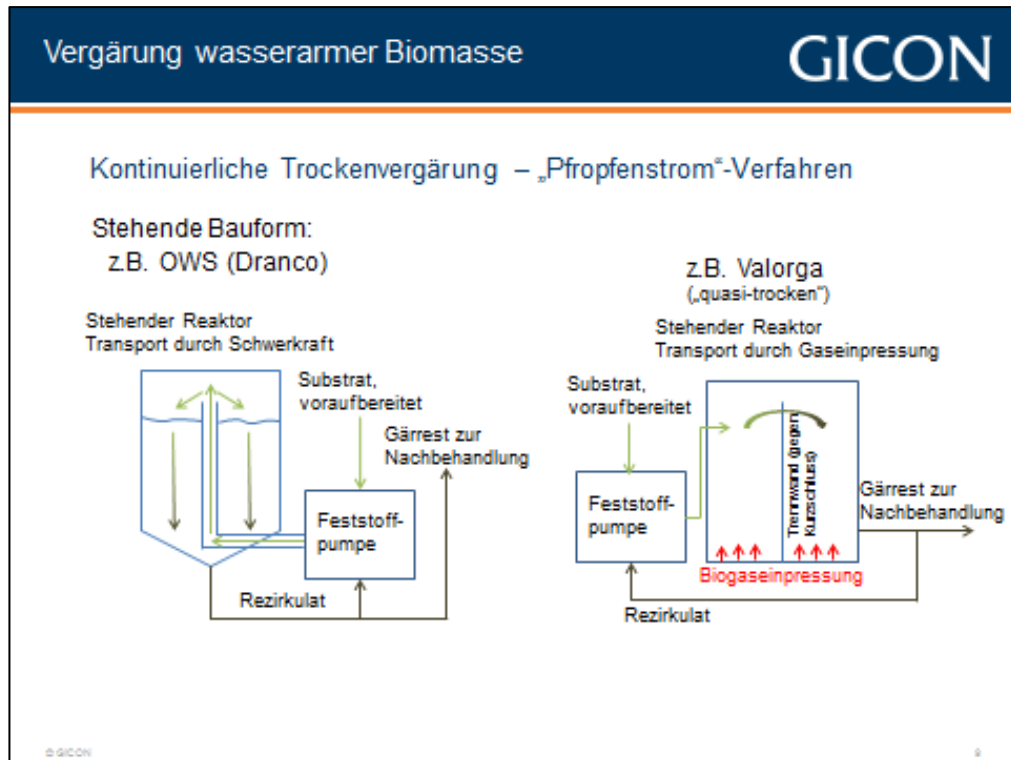 Vergärung wasserarmer Biomasse
GICON
Kontinuierliche Trockenvergärung – „Pfropfenstrom“-Verfahren
Stehende Bauform:
z.B. OWS (Dranco)
Stehender Reaktor
Transport durch Schwerkraft
Substrat,
voraufbereitet
Gärrest zur
Nachbehandlung
Feststoff-
pumpe
Rezirkulat
z.B. Valorga
(„quasi-trocken“)
Stehender Reaktor
Transport durch Gaseinpressung
Substrat,
voraufbereitet
Feststoff-
pumpe
Trennwand (gegen
Kurzschluss)
Gärrest zur
Nachbehandlung
Biogaseinpressung
Rezirkulat
© GICON